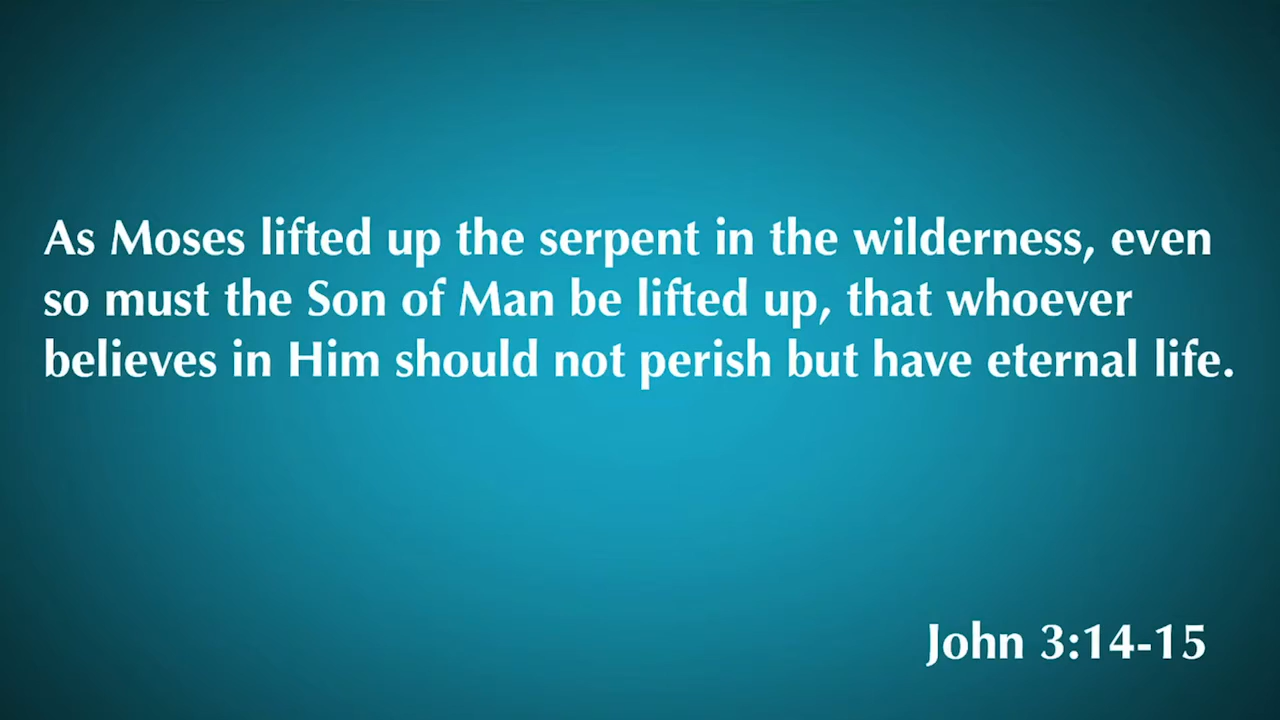 As Moses lifted up the serpent in the wilderness, even
so must the Son of Man be lifted up, that whoever
believes in Him should not perish but have eternal life.
John 3:14-15